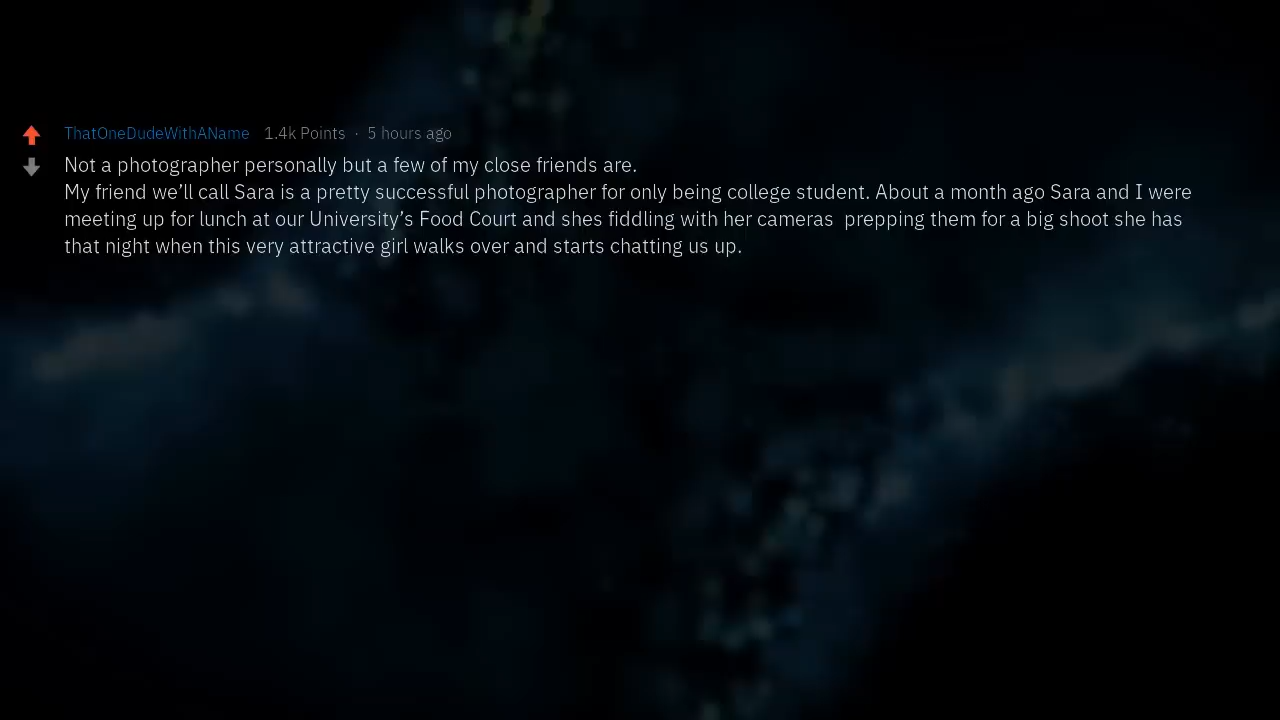 ThatOneDudeWithAName 1.4k Points · 5 hours ago
Not a photographer personally but a few of my close friends are.
My friend we’ll call Sara is a pretty successful photographer for only being college student. About a month ago Sara and I were
meeting up for lunch at our University’s Food Court and shes fiddling with her cameras  prepping them for a big shoot she has
that night when this very attractive girl walks over and starts chatting us up.